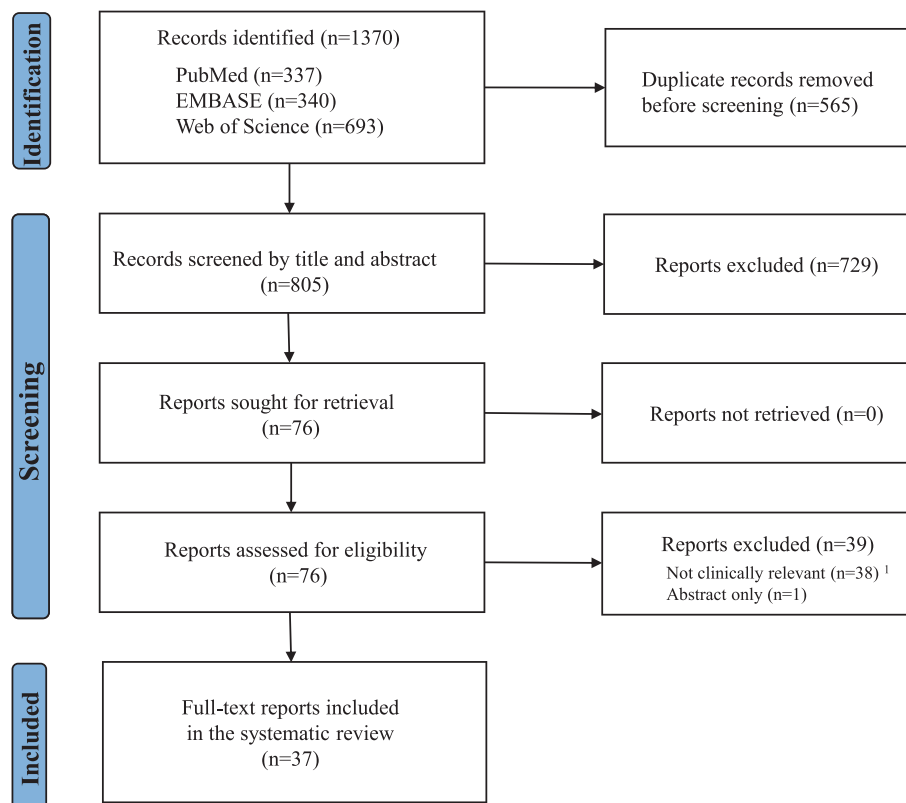 Identification
Records identified (n=1370)
PubMed (n=337)
EMBASE (n=340)
Web of Science (n=693)
Duplicate records removed
before screening (n=565)
Screening
Records screened by title and abstract
(n=805)
Reports excluded (n=729)
Reports sought for retrieval
(n=76)
Reports not retrieved (n=0)
Reports assessed for eligibility
(n=76)
Reports excluded (n=39)
Not clinically relevant (n=38) 1
Abstract only (n=1)
Included
Full-text reports included
in the systematic review
(n=37)